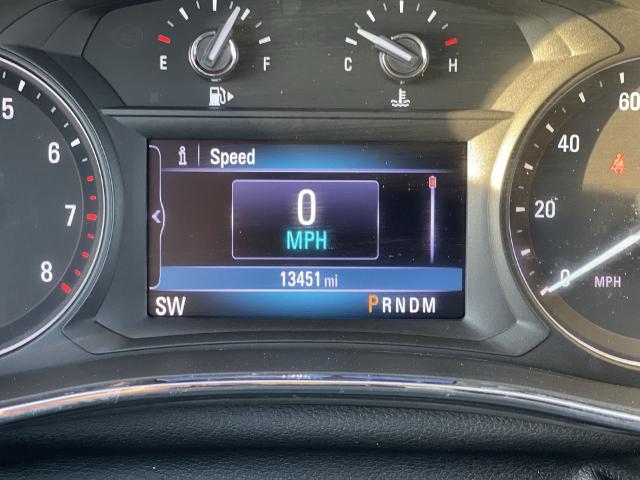 E F
C H
5
6
7
8
i Speed
0
MPH
13451 mi
SW PRNDM
60
40
20
0
MPH